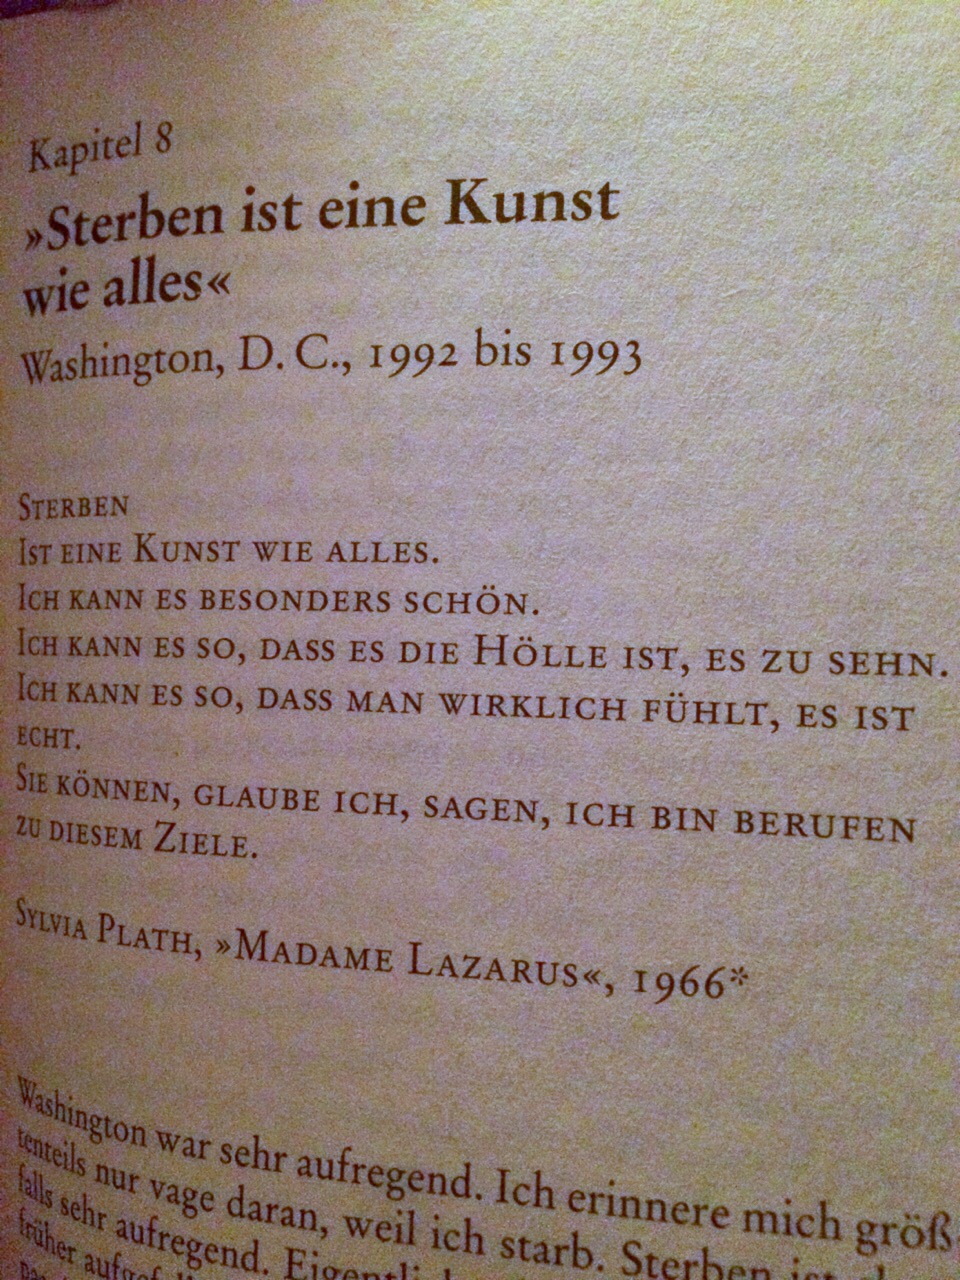 Kapitel 8
»Sterben ist eine Kunst
wie alles«
Washington, D. C., 1992 bis 1993
STERBEN
IST EINE KUNST WIE ALLES.
ICH KANN ES BESONDERS SCHÖN.
ICH KANN ES SO, DASS ES DIE HÖLLE IST, ES ZU SEHN.
ICH KANN ES SO, DASS MAN WIRKLICH FÜHLT, ES IST
ECHT.
SIE KÖNNEN, GLAUBE ICH, SAGEN, ICH BIN BERUFEN
ZU DIESEM ZIELE.
SYLVIA PLATH, »MADAME LAZARUS«, 1966*
Washington war sehr aufregend. Ich erinnere mich größ
tenteils nur vage daran, weil ich starb. Sterben ist
falls sehr aufregend.
früher